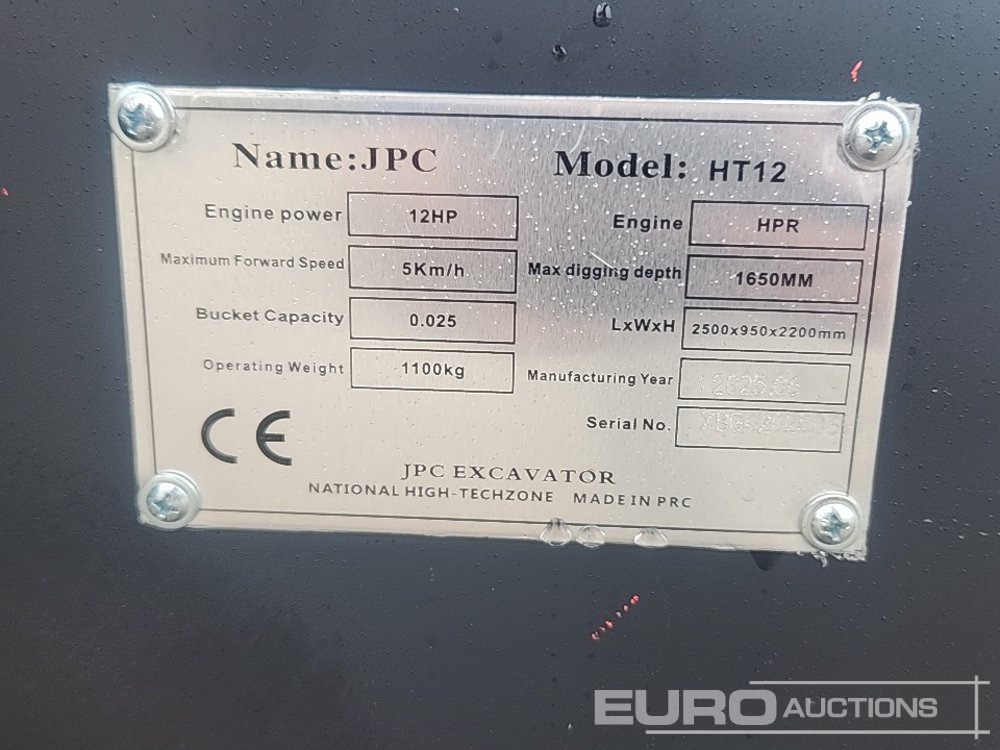 Name:JPC Model: HT12
Engine power 12HP Engine HPR
Maximum Forward Speed 5Km/h Max digging depth 1650MM
Bucket Capacity 0.025 LxWxH 2500x950x2200mm
Operating Weight 1100kg Manufacturing Year 2025.06
Serial No.
CE
JPC EXCAVATOR
NATIONAL HIGH-TECHZONE MADE IN PRC
EURO AUCTIONS